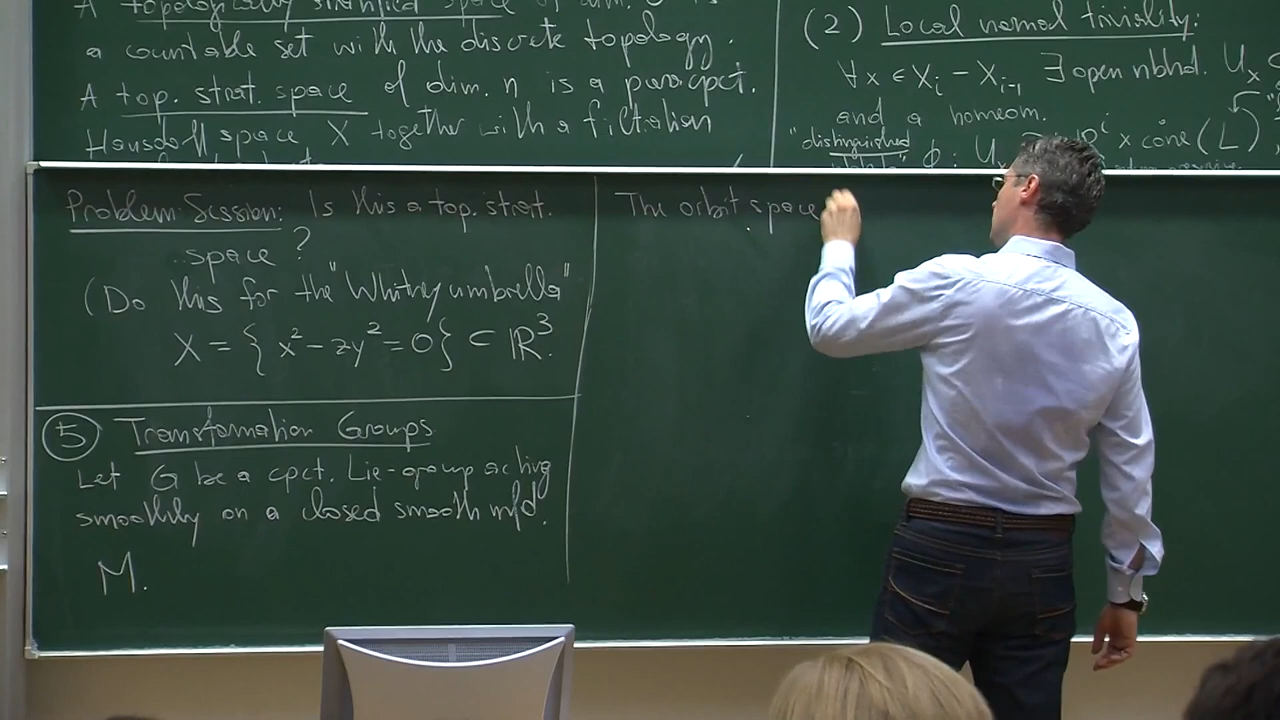 A topologically stratified space of dim. 0 is
a countable set with the discrete topology.
A top. strat. space of dim. n is a paracpct.
Hausdorff space X together with a filtration
(2) Local normal triviality:
∀x ∈ X_i - X_{i-1} ∃ open nbhd. U_x
and a homeom.
"distinguished
ϕ: U_x ≅ ℝ^i × cone (L)
Problem Session: Is this a top. strat.
space?
(Do this for the "Whitney umbrella"
X = { x² - zy² = 0 } ⊂ ℝ³.
⑤ Transformation Groups
Let G be a cpct. Lie-group acting
smoothly on a closed smooth mfd.
M.
The orbit space